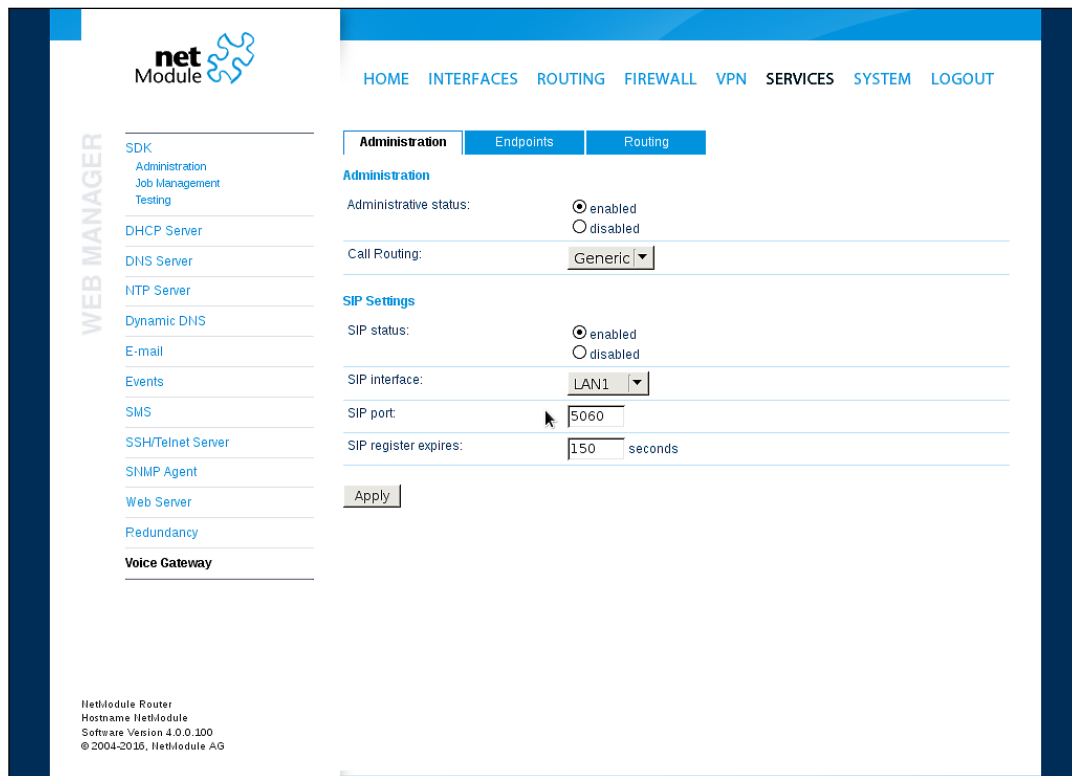 net
Module
HOME INTERFACES ROUTING FIREWALL VPN SERVICES SYSTEM LOGOUT
WEB MANAGER
SDK
Administration
Job Management
Testing
DHCP Server
DNS Server
NTP Server
Dynamic DNS
E-mail
Events
SMS
SSH/Telnet Server
SNMP Agent
Web Server
Redundancy
Voice Gateway
Administration Endpoints Routing
Administration
Administrative status: enabled
disabled
Call Routing: Generic
SIP Settings
SIP status: enabled
disabled
SIP interface: LAN1
SIP port: 5060
SIP register expires: 150 seconds
Apply
NetModule Router
Hostname NetModule
Software Version 4.0.0.100
© 2004-2016, NetModule AG